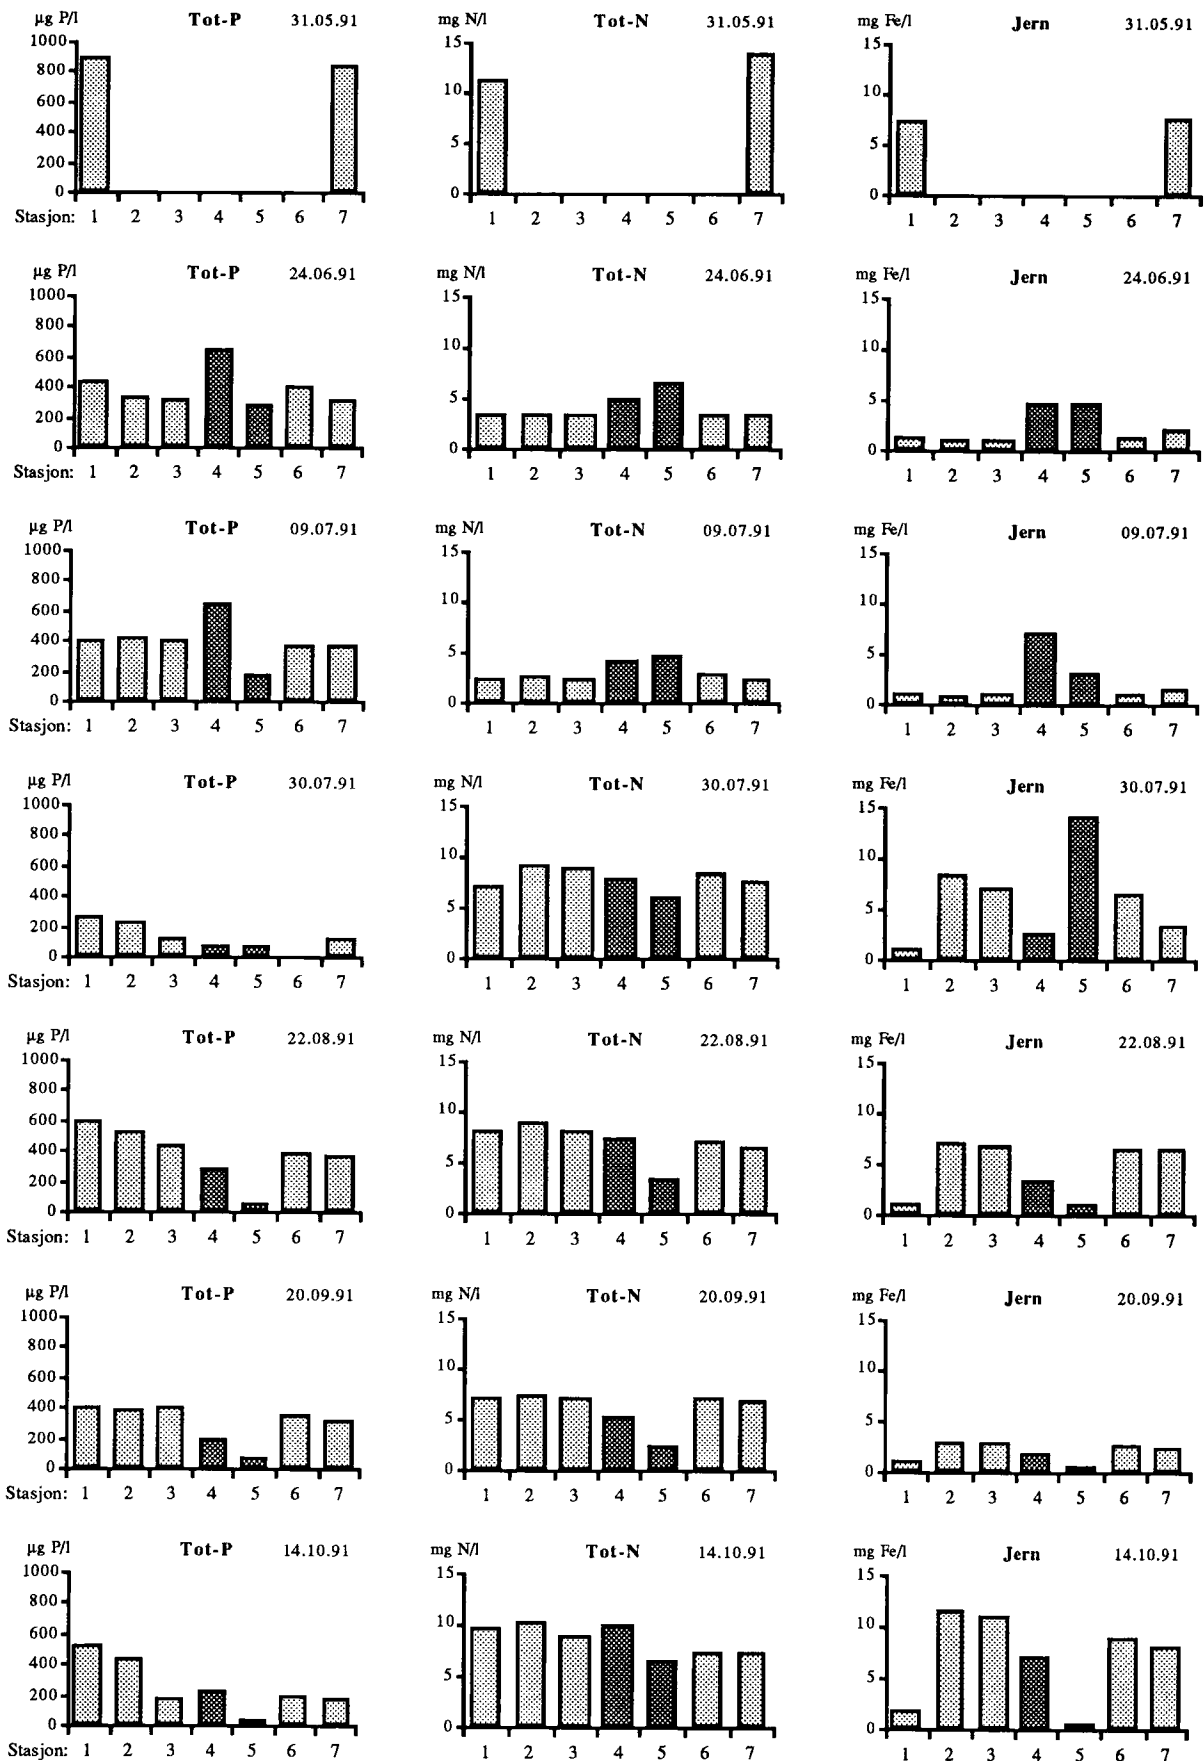 µg P/l Tot-P 31.05.91 mg N/l Tot-N 31.05.91 mg Fe/l Jern 31.05.91
1000 15 15
800
600 10 10
400 5 5
200
0 0 0
Stasjon: 1 2 3 4 5 6 7 1 2 3 4 5 6 7 1 2 3 4 5 6 7
µg P/l Tot-P 24.06.91 mg N/l Tot-N 24.06.91 mg Fe/l Jern 24.06.91
1000 15 15
800
600 10 10
400 5 5
200
0 0 0
Stasjon: 1 2 3 4 5 6 7 1 2 3 4 5 6 7 1 2 3 4 5 6 7
µg P/l Tot-P 09.07.91 mg N/l Tot-N 09.07.91 mg Fe/l Jern 09.07.91
1000 15 15
800
600 10 10
400 5 5
200
0 0 0
Stasjon: 1 2 3 4 5 6 7 1 2 3 4 5 6 7 1 2 3 4 5 6 7
µg P/l Tot-P 30.07.91 mg N/l Tot-N 30.07.91 mg Fe/l Jern 30.07.91
1000 15 15
800
600 10 10
400 5 5
200
0 0 0
Stasjon: 1 2 3 4 5 6 7 1 2 3 4 5 6 7 1 2 3 4 5 6 7
µg P/l Tot-P 22.08.91 mg N/l Tot-N 22.08.91 mg Fe/l Jern 22.08.91
1000 15 15
800
600 10 10
400 5 5
200
0 0 0
Stasjon: 1 2 3 4 5 6 7 1 2 3 4 5 6 7 1 2 3 4 5 6 7
µg P/l Tot-P 20.09.91 mg N/l Tot-N 20.09.91 mg Fe/l Jern 20.09.91
1000 15 15
800
600 10 10
400 5 5
200
0 0 0
Stasjon: 1 2 3 4 5 6 7 1 2 3 4 5 6 7 1 2 3 4 5 6 7
µg P/l Tot-P 14.10.91 mg N/l Tot-N 14.10.91 mg Fe/l Jern 14.10.91
1000 15 15
800
600 10 10
400 5 5
200
0 0 0
Stasjon: 1 2 3 4 5 6 7 1 2 3 4 5 6 7 1 2 3 4 5 6 7